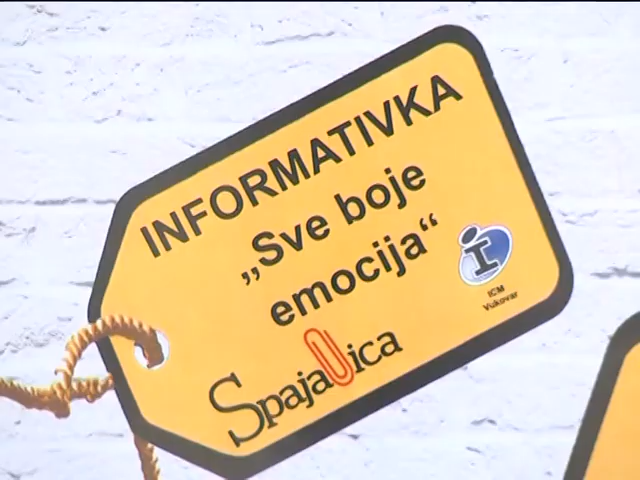 INFORMATIVKA
„Sve boje
emocija“
ICM
Vukovar
Spajalica